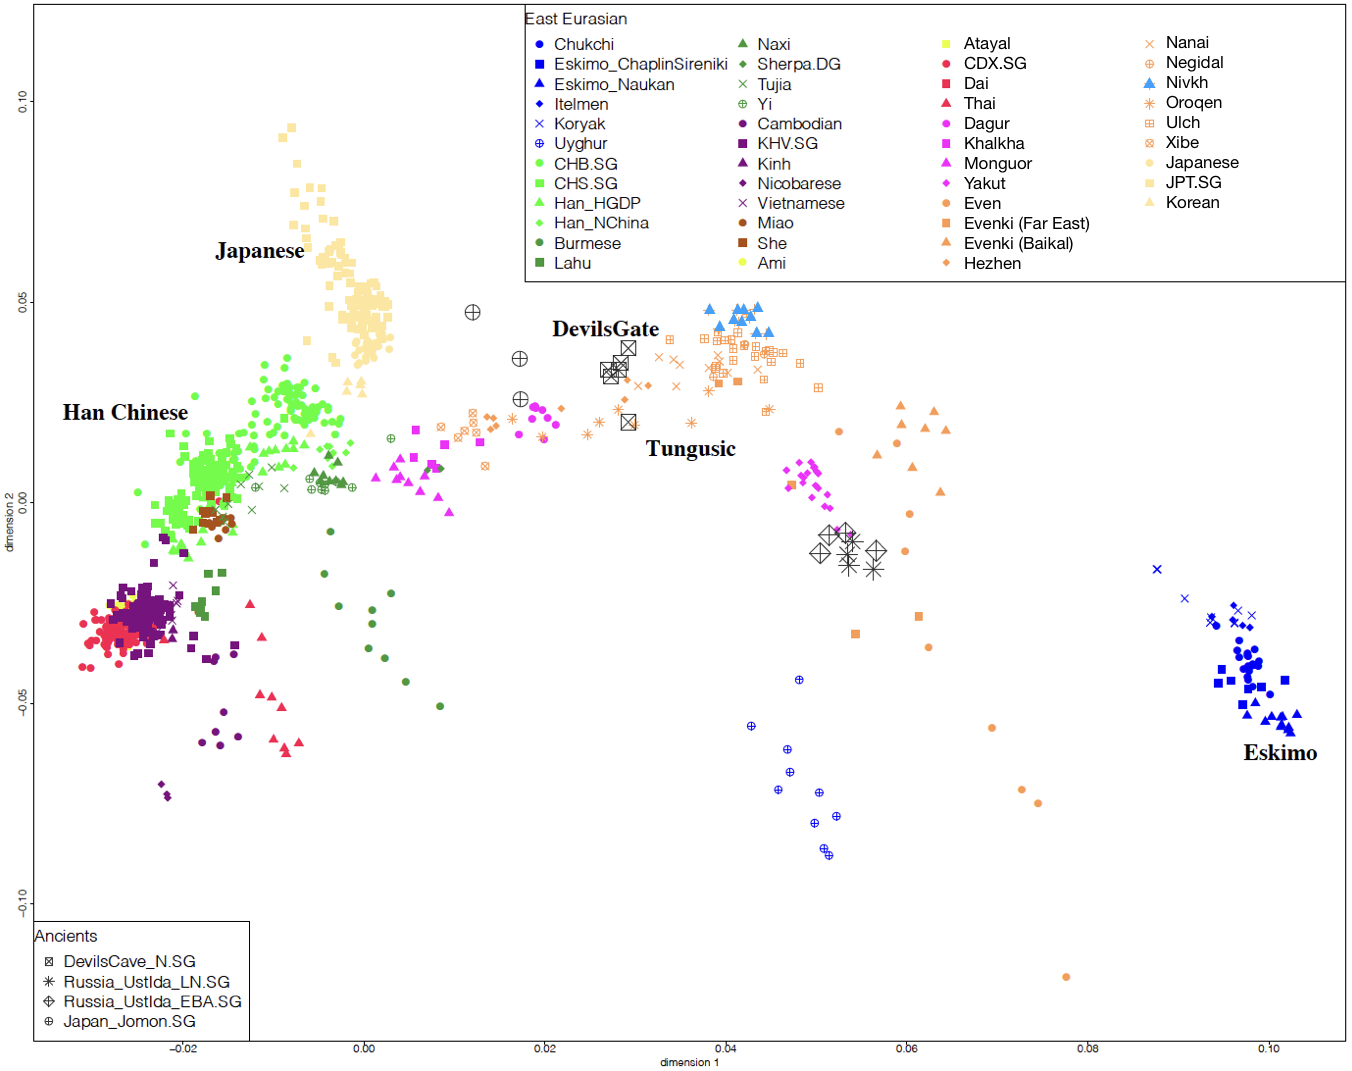 East Eurasian
Chukchi
Eskimo_ChaplinSireniki
Eskimo_Naukan
Itelmen
Koryak
Uyghur
CHB.SG
CHS.SG
Han_HGDP
Han_NChina
Burmese
Lahu
Naxi
Sherpa.DG
Tujia
Yi
Cambodian
KHV.SG
Kinh
Nicobarese
Vietnamese
Miao
She
Ami
Atayal
CDX.SG
Dai
Thai
Dagur
Khalkha
Monguor
Yakut
Even
Evenki (Far East)
Evenki (Baikal)
Hezhen
Nanai
Negidal
Nivkh
Oroqen
Ulch
Xibe
Japanese
JPT.SG
Korean
Japanese
DevilsGate
Han Chinese
Tungusic
Eskimo
Ancients
DevilsCave_N.SG
Russia_UstIda_LN.SG
Russia_UstIda_EBA.SG
Japan_Jomon.SG
0.10
0.05
0.00
−0.05
−0.10
dimension 2
−0.02
0.00
0.02
0.04
0.06
0.08
0.10
dimension 1